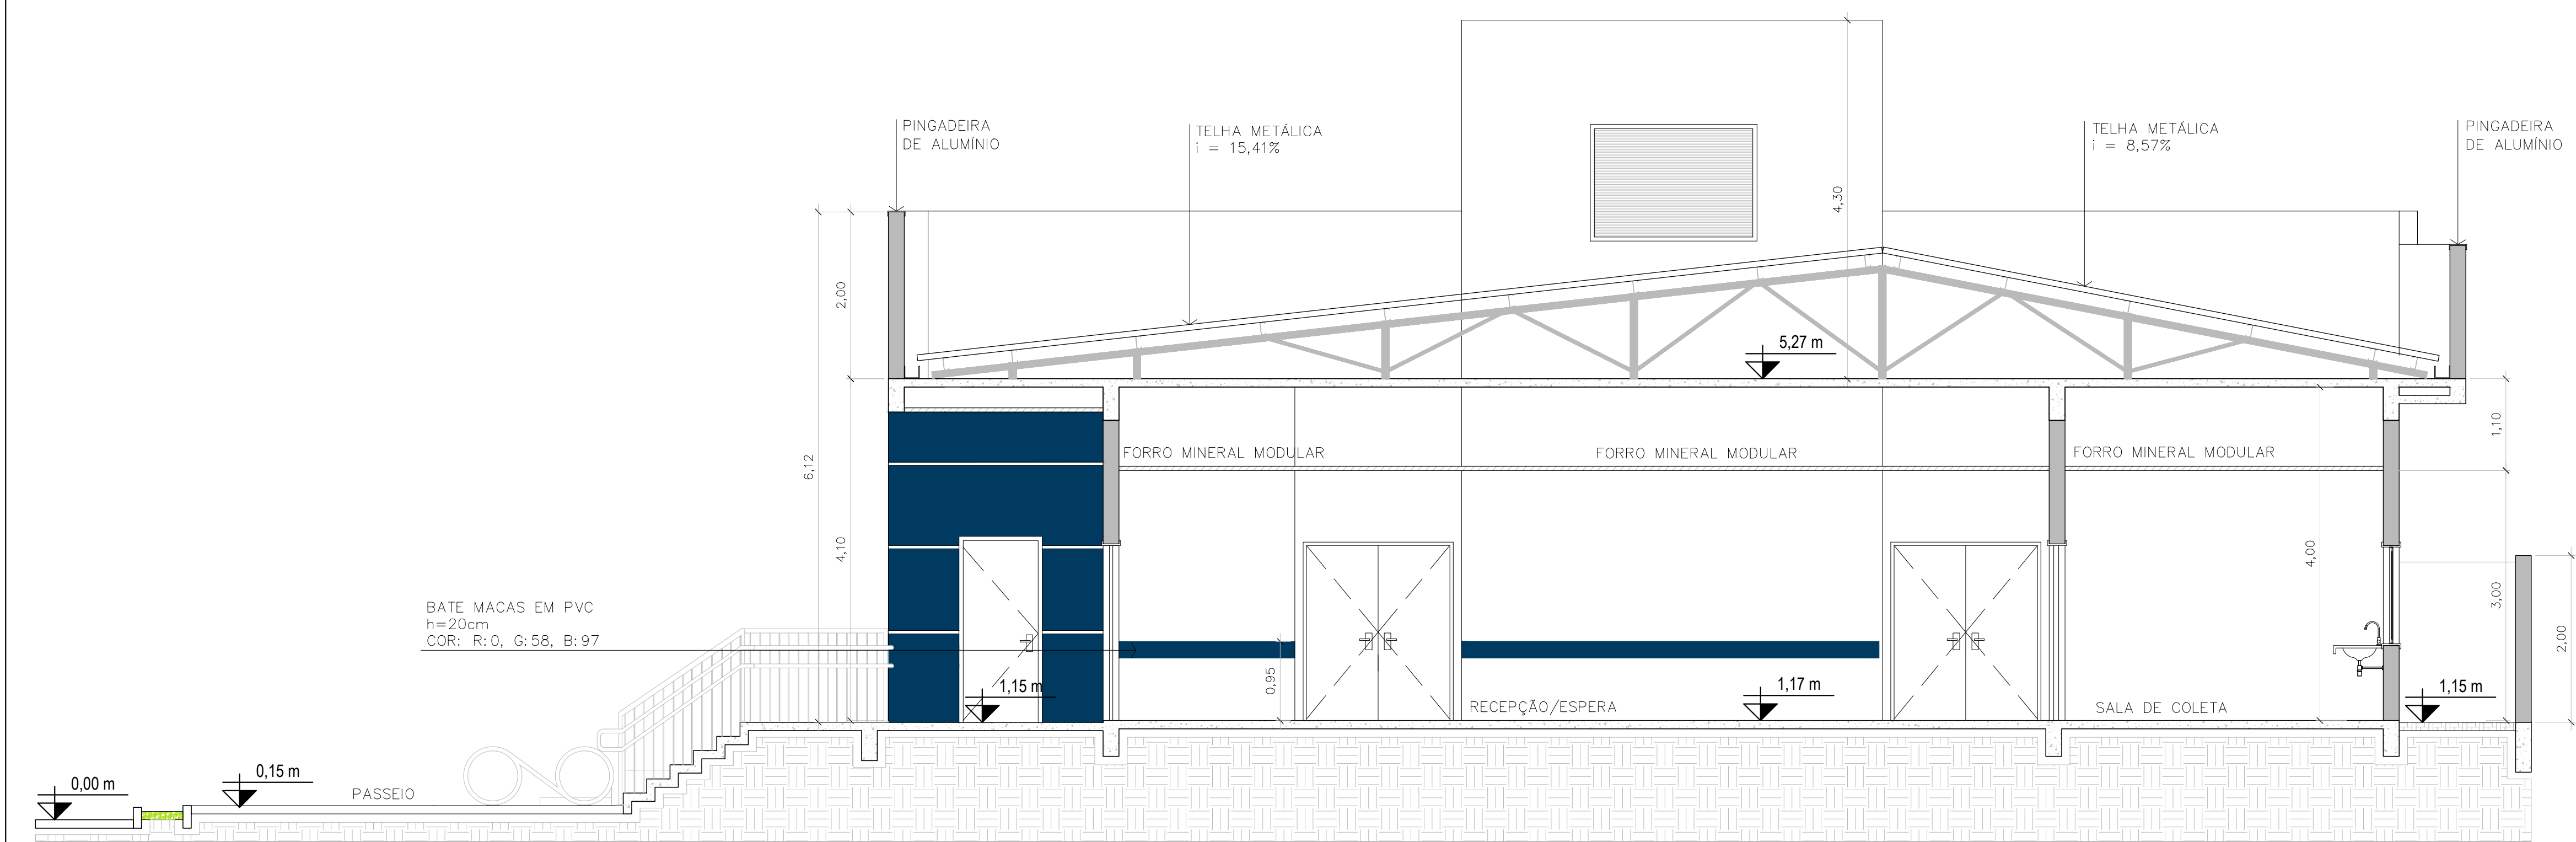 PINGADEIRA
DE ALUMÍNIO
TELHA METÁLICA
i = 15,41%
TELHA METÁLICA
i = 8,57%
PINGADEIRA
DE ALUMÍNIO
4,30
2,00
5,27 m
6,12
4,10
FORRO MINERAL MODULAR
FORRO MINERAL MODULAR
FORRO MINERAL MODULAR
1,10
4,00
3,00
2,00
BATE MACAS EM PVC
h=20cm
COR: R:0, G:58, B:97
0,95
1,15 m
1,17 m
1,15 m
RECEPÇÃO/ESPERA
SALA DE COLETA
0,00 m
0,15 m
PASSEIO